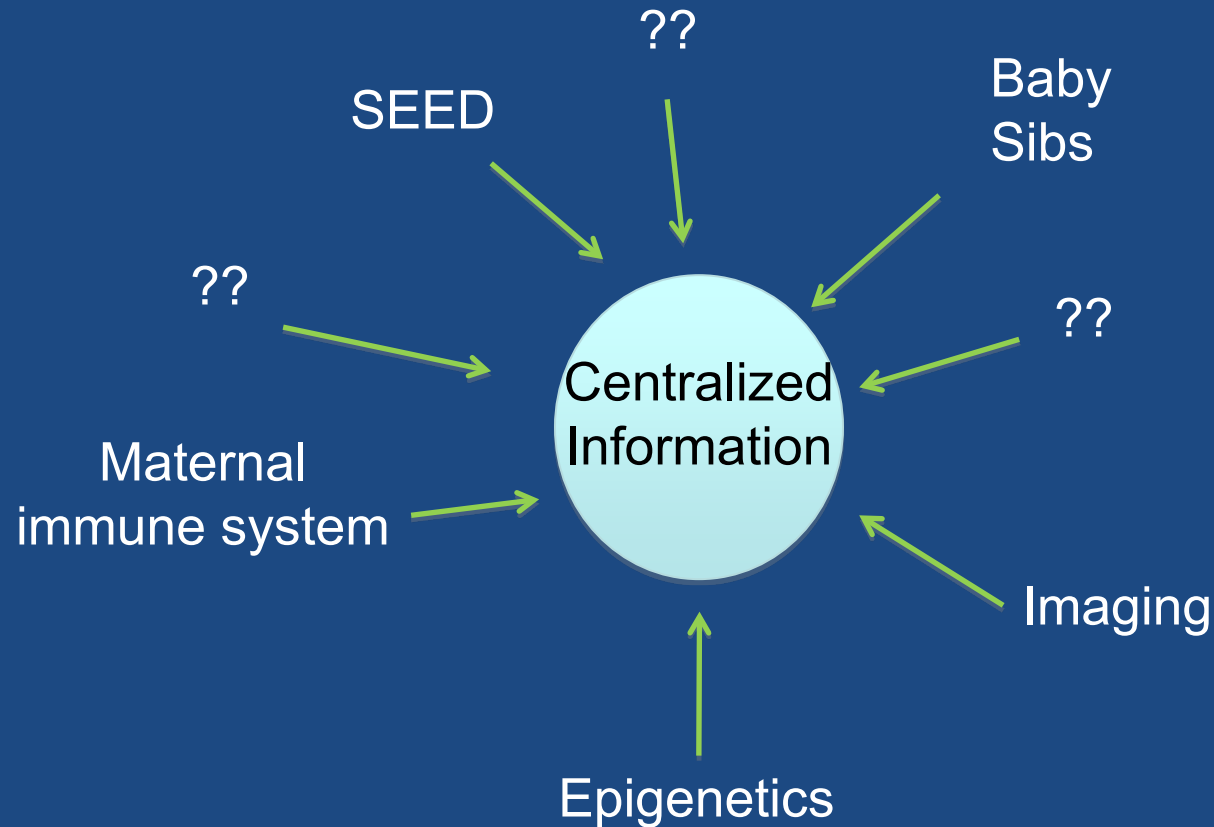 ??
SEED
Baby
Sibs
??
??
Centralized
Information
Maternal
immune system
Imaging
Epigenetics